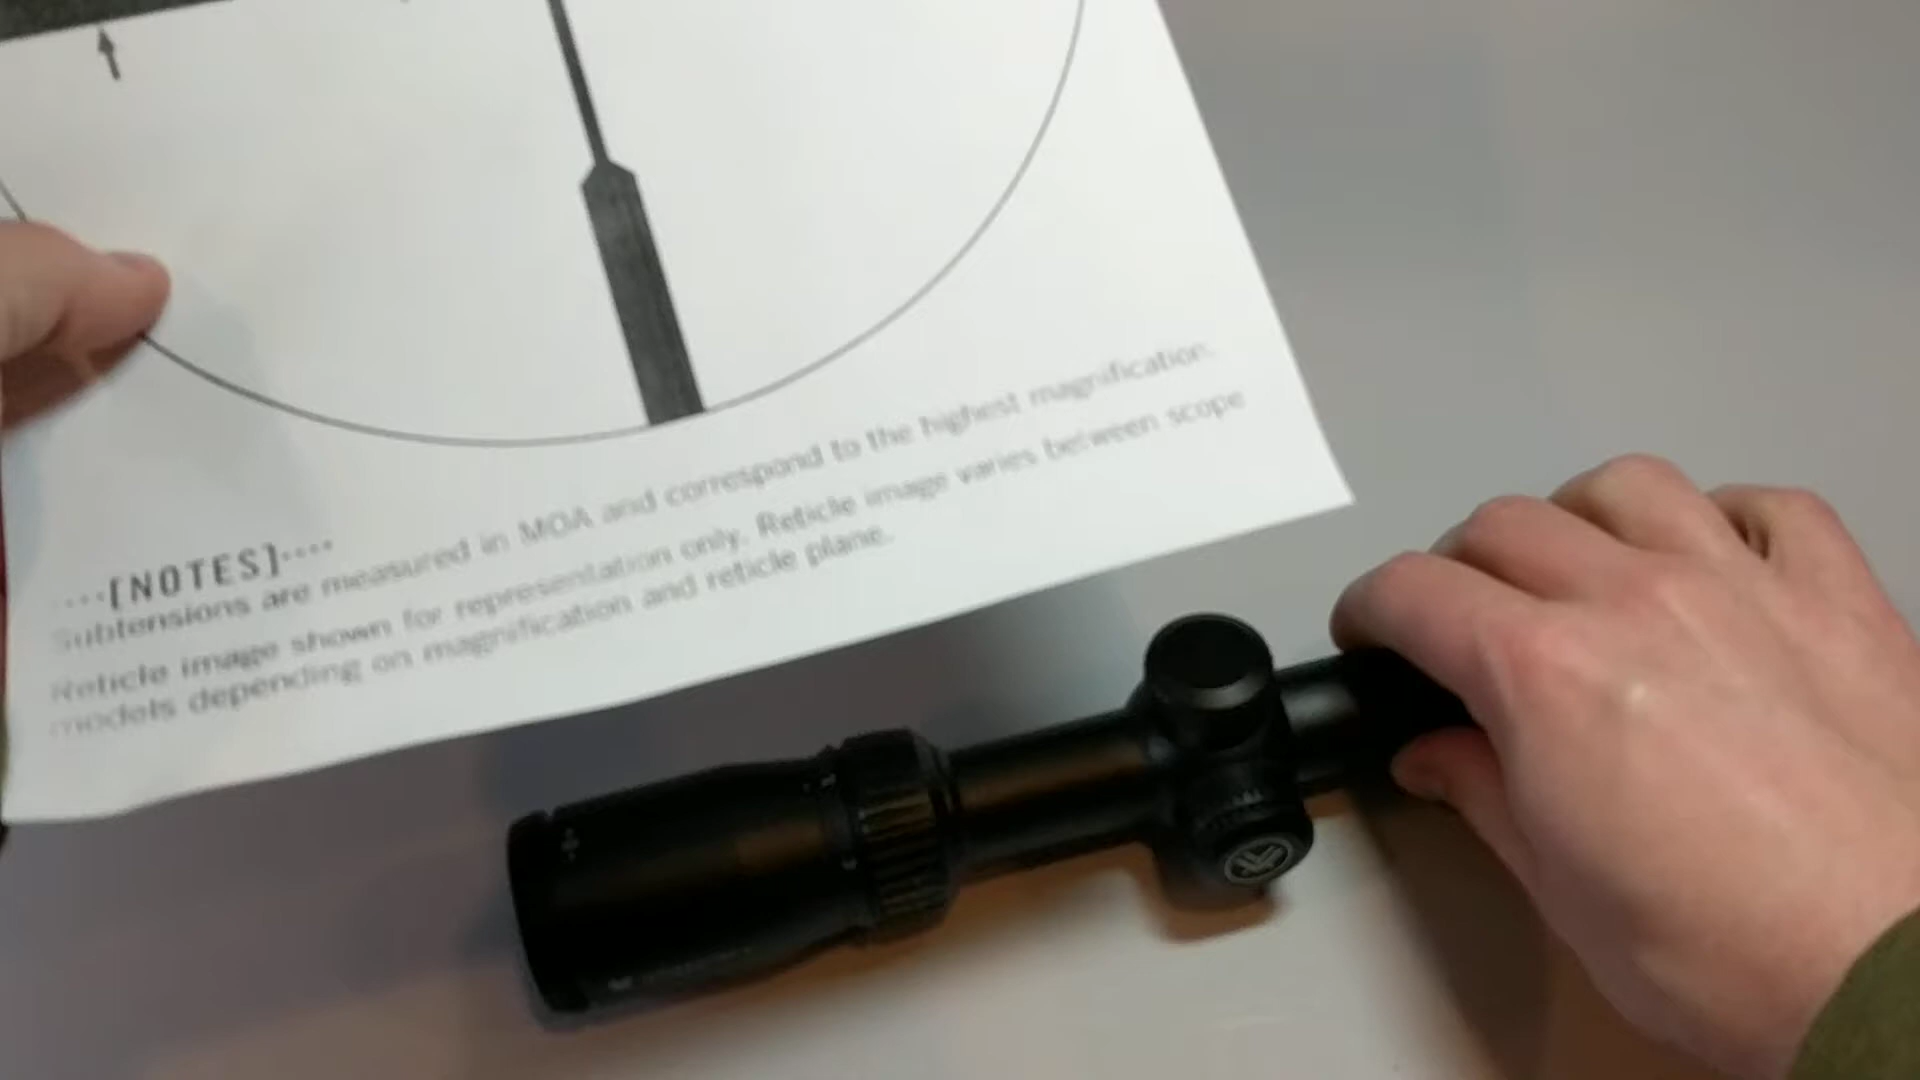 ····[NOTES]····
Subtensions are measured in MOA and correspond to the highest magnification.
Reticle image shown for representation only. Reticle image varies between scope
models depending on magnification and reticle plane.